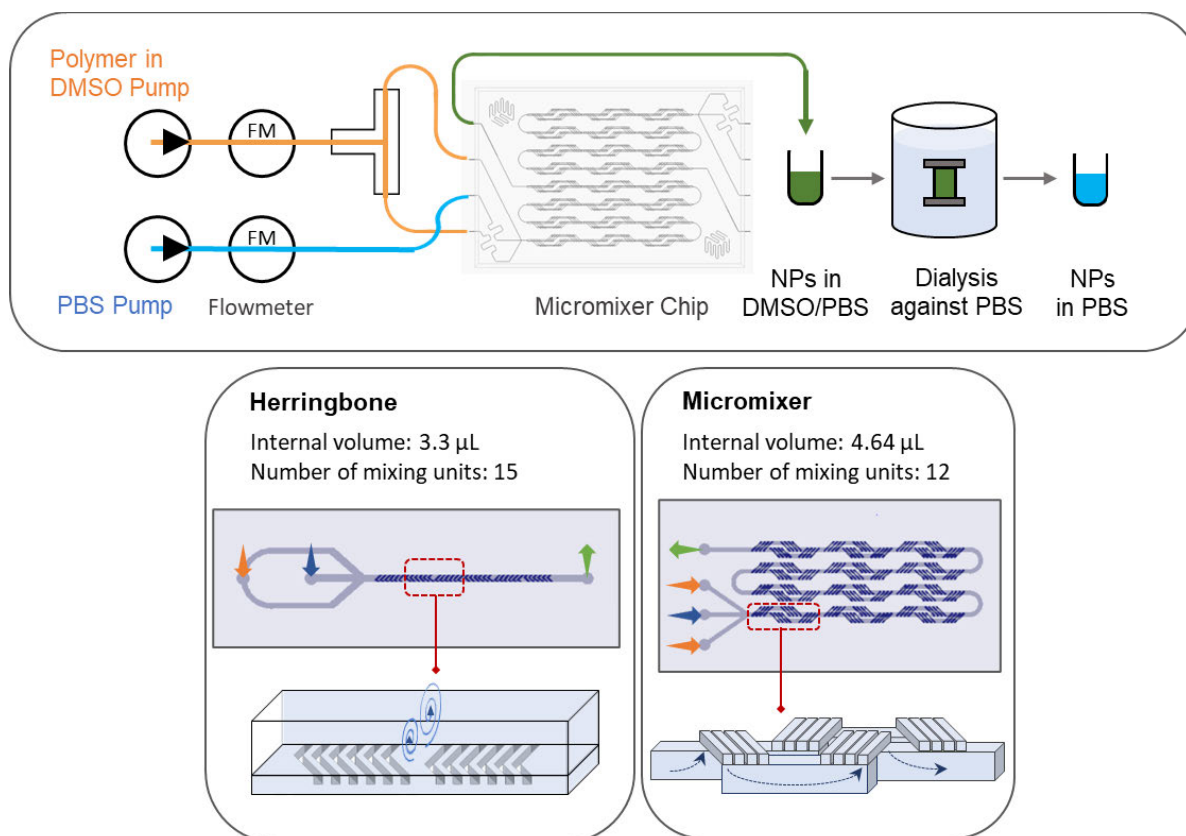 Polymer in
DMSO Pump
FM
FM
PBS Pump
Flowmeter
Micromixer Chip
NPs in
DMSO/PBS
Dialysis
against PBS
NPs
in PBS
Herringbone
Internal volume: 3.3 µL
Number of mixing units: 15
Micromixer
Internal volume: 4.64 µL
Number of mixing units: 12